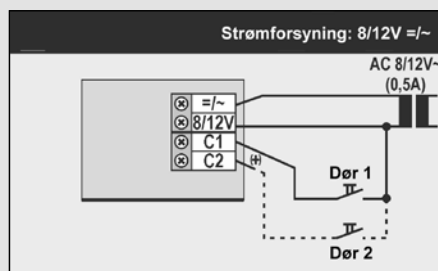 Strømforsyning: 8/12V =/~
AC 8/12V~
(0,5A)
=/~
8/12V
C1
C2
(+)
Dør 1
Dør 2